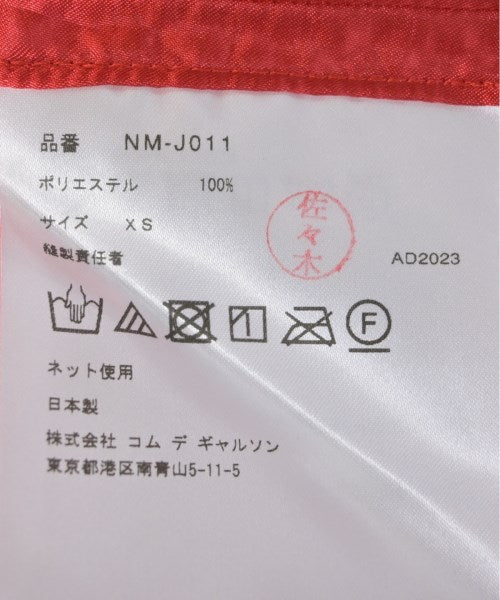 品番 NM-J011
ポリエステル 100%
サイズ XS
縫製責任者 佐々木 AD2023
F
ネット使用
日本製
株式会社 コム デ ギャルソン
東京都港区南青山5-11-5